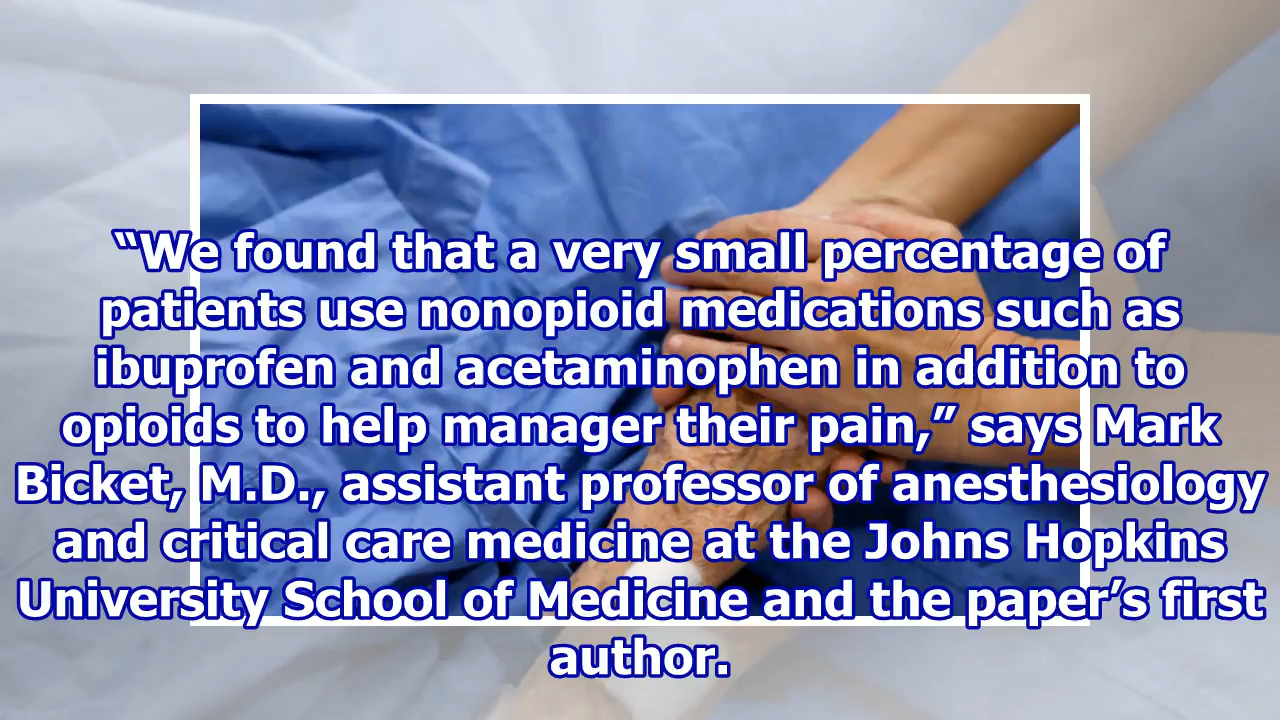 “We found that a very small percentage of
patients use nonopioid medications such as
ibuprofen and acetaminophen in addition to
opioids to help manager their pain,” says Mark
Bicket, M.D., assistant professor of anesthesiology
and critical care medicine at the Johns Hopkins
University School of Medicine and the paper’s first
author.